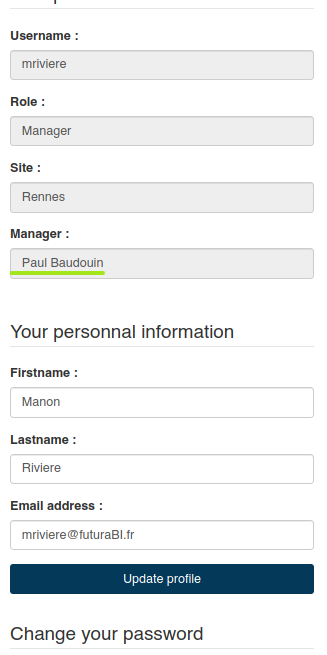 Username :
mriviere
Role :
Manager
Site :
Rennes
Manager :
Paul Baudouin
Your personnal information
Firstname :
Manon
Lastname :
Riviere
Email address :
mriviere@futuraBI.fr
Update profile
Change your password